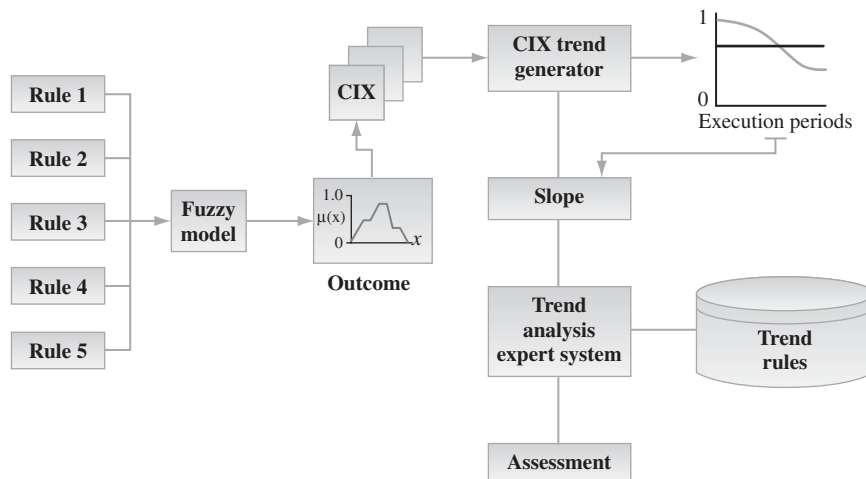 Rule 1
Rule 2
Rule 3
Rule 4
Rule 5
Fuzzy
model
1.0
μ(x)
0
x
Outcome
CIX
CIX trend
generator
1
0
Execution periods
Slope
Trend
analysis
expert system
Trend
rules
Assessment